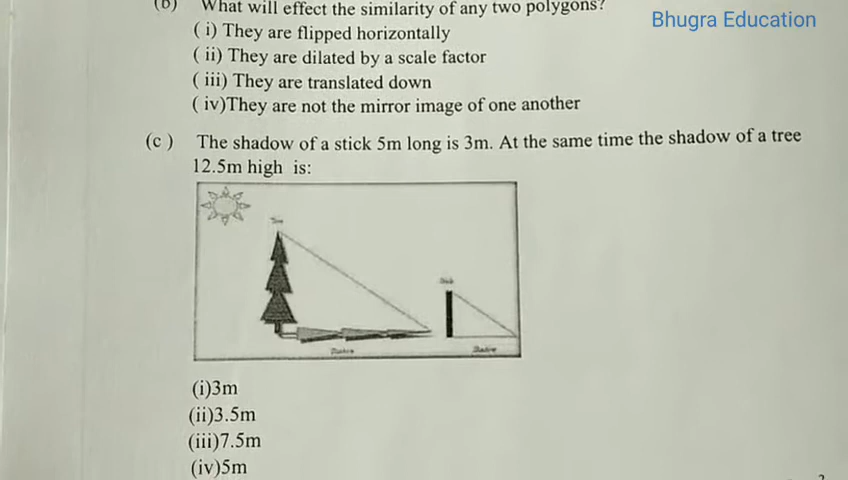 (b) What will effect the similarity of any two polygons?
Bhugra Education
( i) They are flipped horizontally
( ii) They are dilated by a scale factor
( iii) They are translated down
( iv)They are not the mirror image of one another
(c ) The shadow of a stick 5m long is 3m. At the same time the shadow of a tree
12.5m high is:
(i)3m
(ii)3.5m
(iii)7.5m
(iv)5m